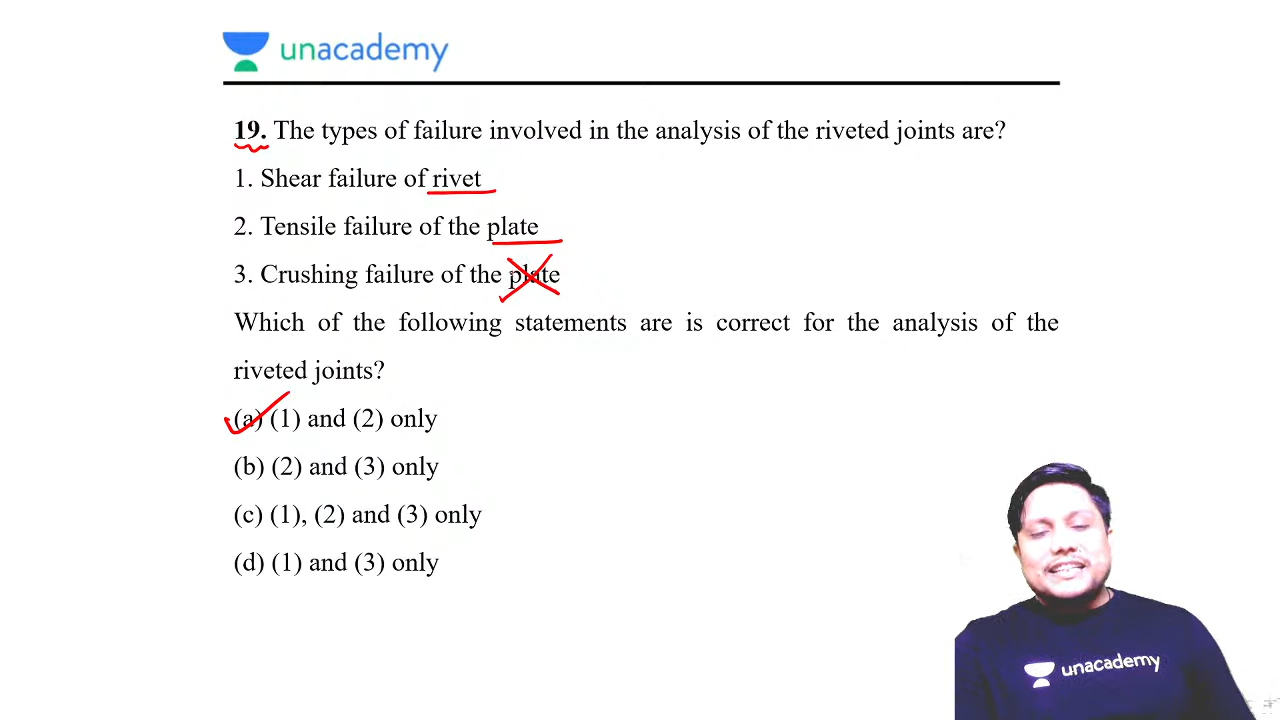 unacademy
19. The types of failure involved in the analysis of the riveted joints are?
1. Shear failure of rivet
2. Tensile failure of the plate
3. Crushing failure of the plate
Which of the following statements are is correct for the analysis of the
riveted joints?
(a) (1) and (2) only
(b) (2) and (3) only
(c) (1), (2) and (3) only
(d) (1) and (3) only
unacademy